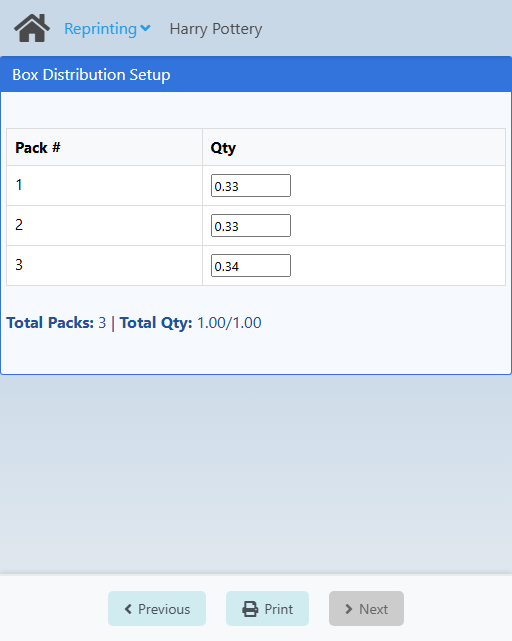 Reprinting Harry Pottery
Box Distribution Setup
Pack # Qty
1 0.33
2 0.33
3 0.34
Total Packs: 3 | Total Qty: 1.00/1.00
Previous Print Next